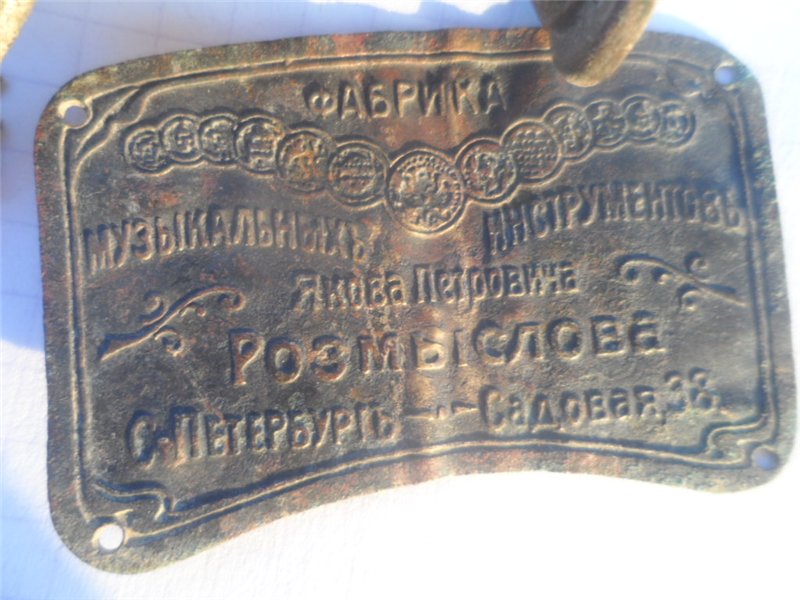 ФАБРИКА
МУЗЫКАЛЬНЫХЪ ИНСТРУМЕНТОВЪ
Якова Петровича
РОЗМЫСЛОВА
С-ПЕТЕРБУРГЪ — Садовая, 38.